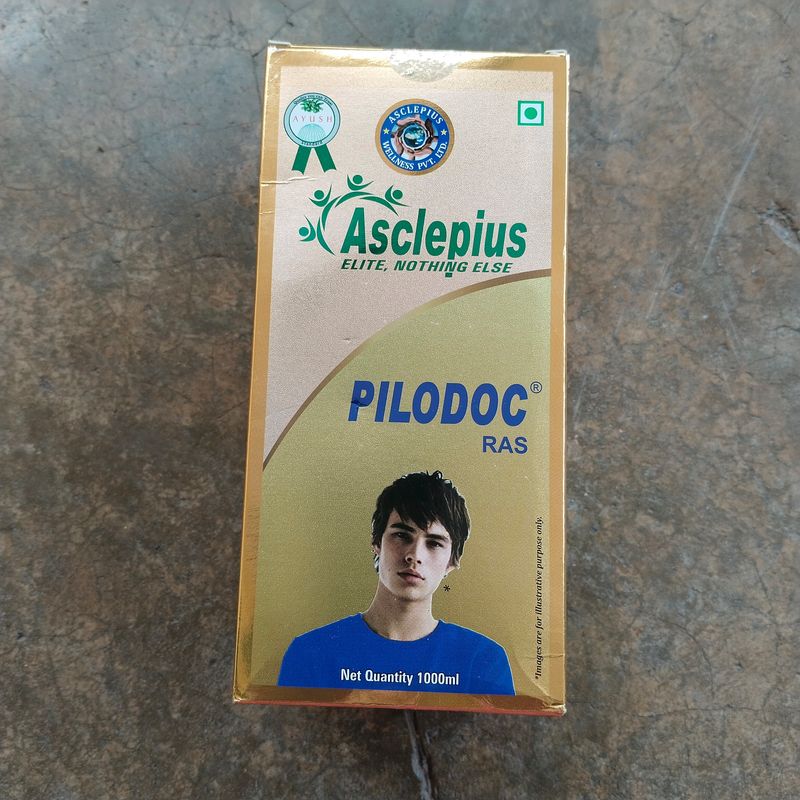 AYUSH
ASCLEPIUS
WELLNESS PVT. LTD.
Asclepius
ELITE, NOTHING ELSE
PILODOC®
RAS
*
Net Quantity 1000ml
*Images are for illustrative purpose only.